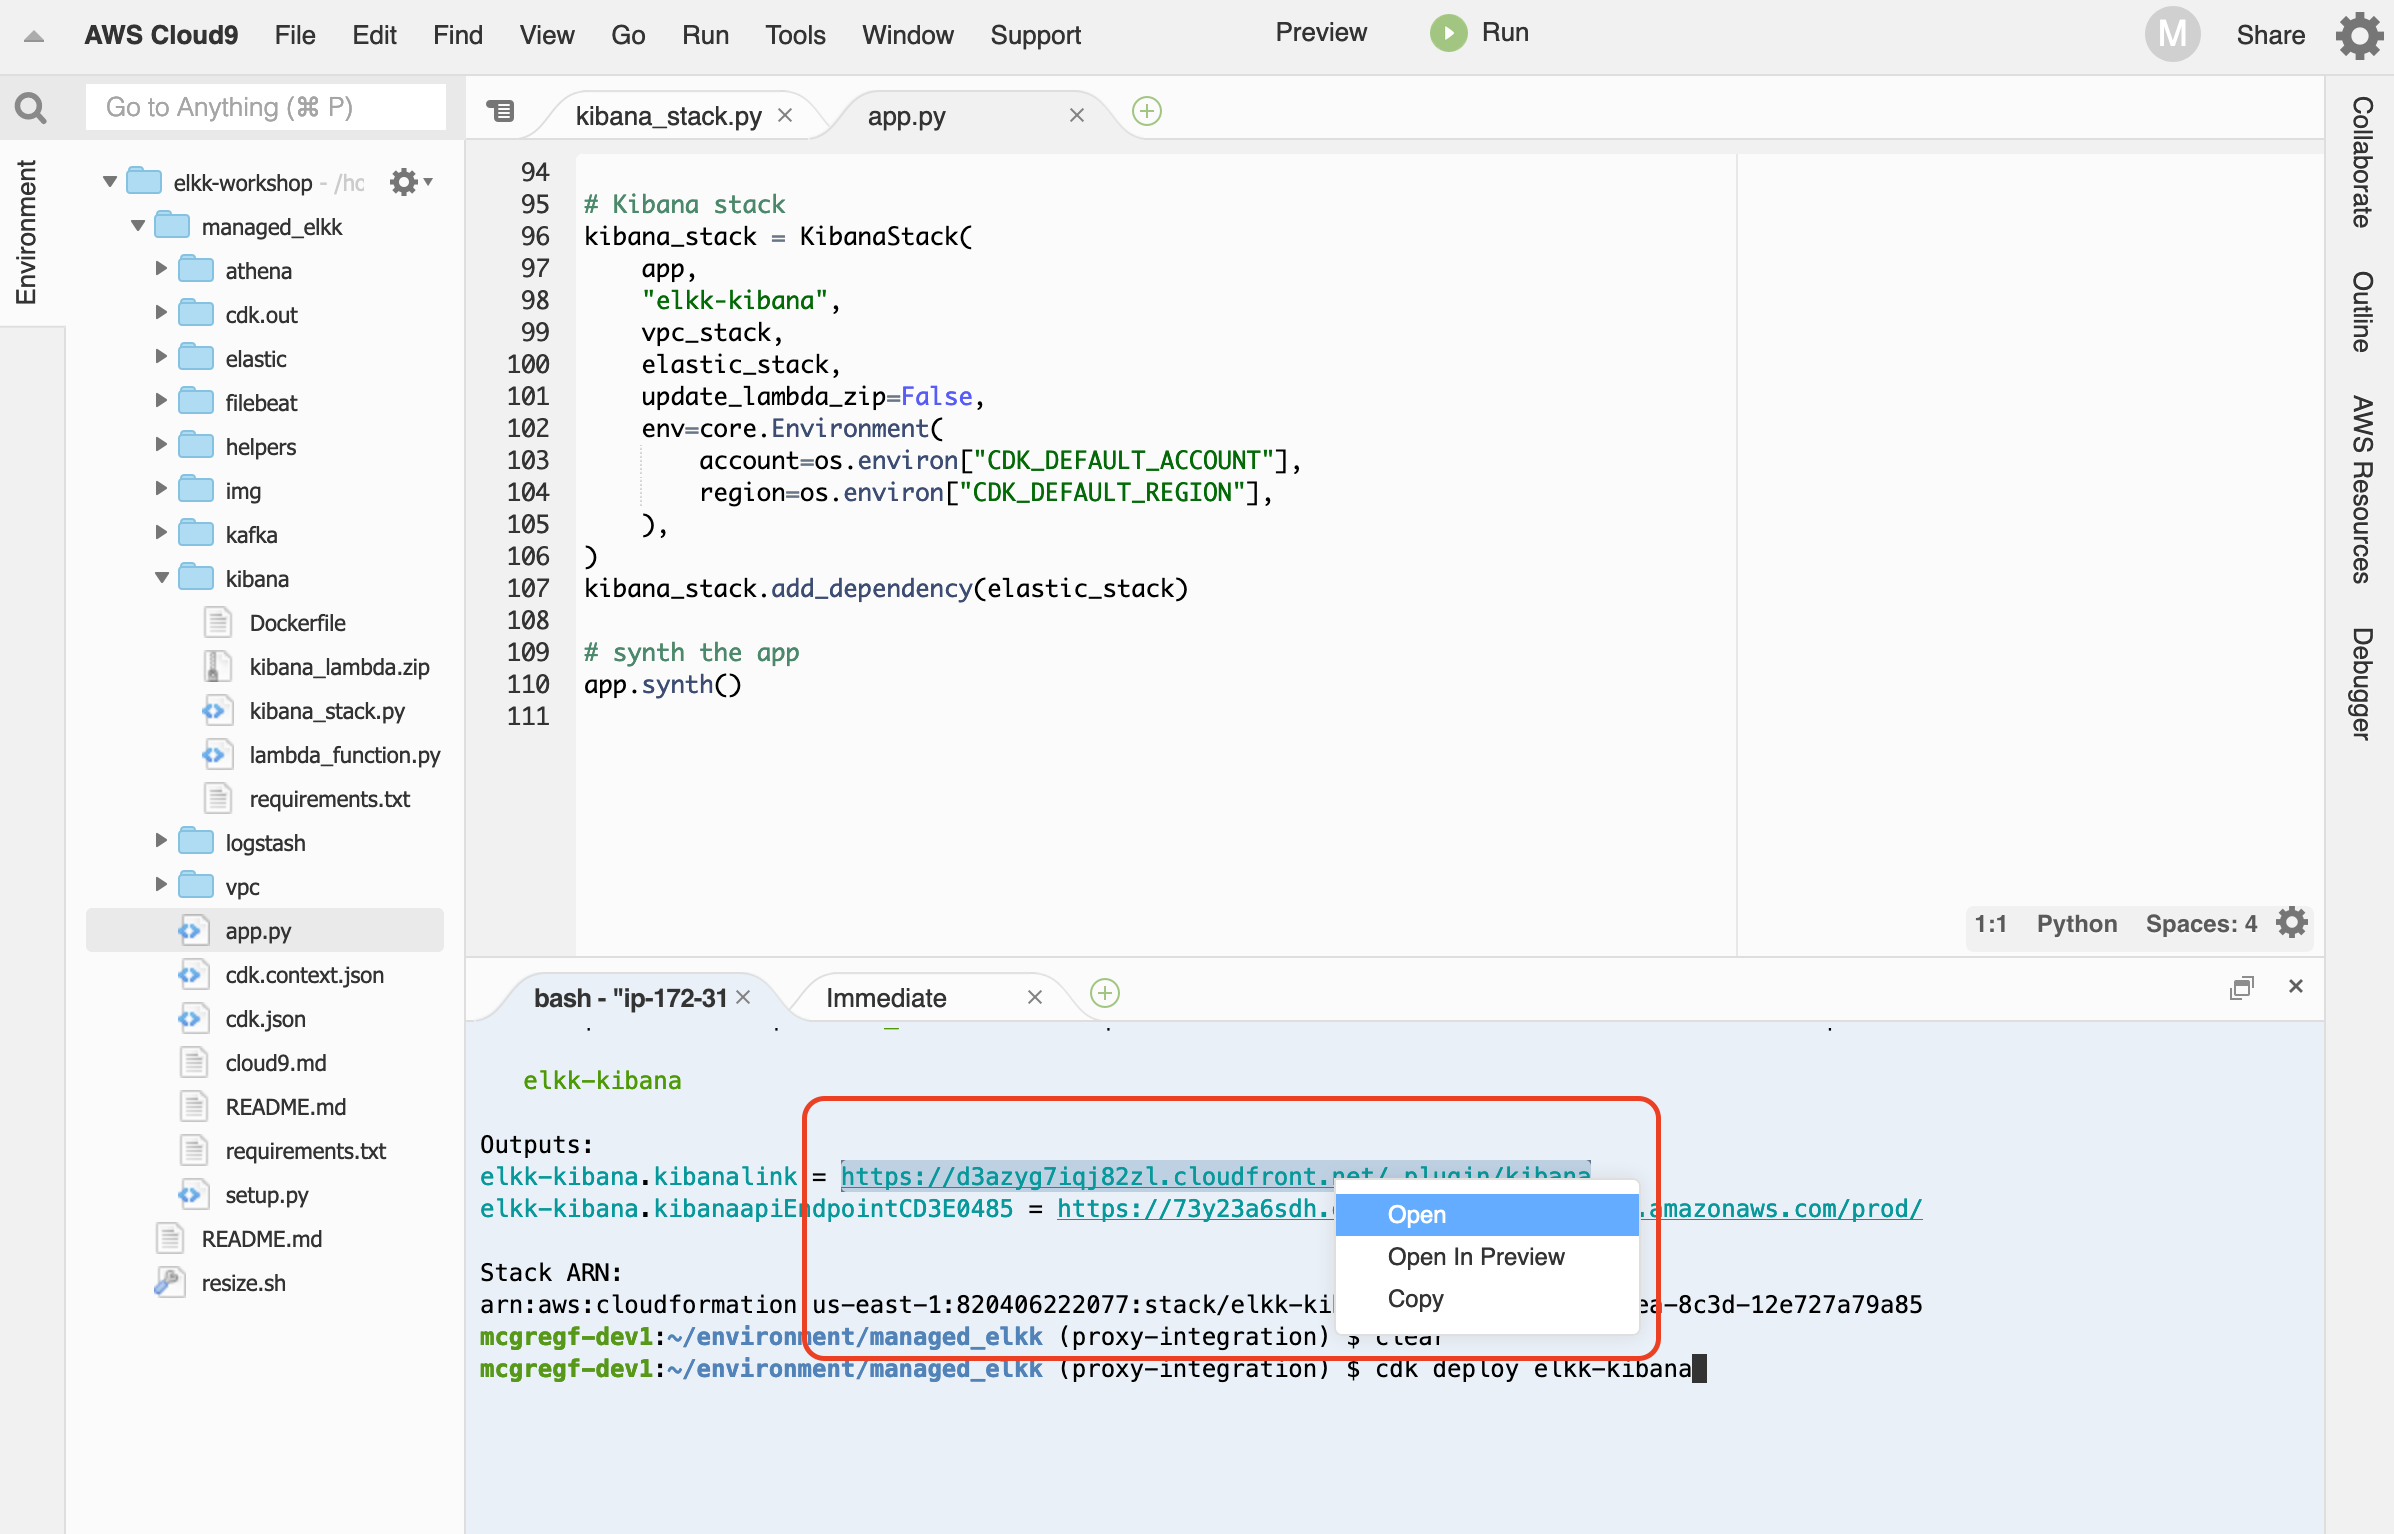 AWS Cloud9 File Edit Find View Go Run Tools Window Support Preview Run M Share
Go to Anything (⌘ P)
kibana_stack.py app.py
Environment
elkk-workshop - /ho
managed_elkk
athena
cdk.out
elastic
filebeat
helpers
img
kafka
kibana
Dockerfile
kibana_lambda.zip
kibana_stack.py
lambda_function.py
requirements.txt
logstash
vpc
app.py
cdk.context.json
cdk.json
cloud9.md
README.md
requirements.txt
setup.py
README.md
resize.sh
94
95 # Kibana stack
96 kibana_stack = KibanaStack(
97 app,
98 "elkk-kibana",
99 vpc_stack,
100 elastic_stack,
101 update_lambda_zip=False,
102 env=core.Environment(
103 account=os.environ["CDK_DEFAULT_ACCOUNT"],
104 region=os.environ["CDK_DEFAULT_REGION"],
105 ),
106 )
107 kibana_stack.add_dependency(elastic_stack)
108
109 # synth the app
110 app.synth()
111
1:1 Python Spaces: 4
Collaborate
Outline
AWS Resources
Debugger
bash - "ip-172-31 Immediate
elkk-kibana
Outputs:
elkk-kibana.kibanalink = https://d3azyg7iqj82zl.cloudfront.net/_plugin/kibana
elkk-kibana.kibanaapiEndpointCD3E0485 = https://73y23a6sdh. .amazonaws.com/prod/
Stack ARN:
arn:aws:cloudformation us-east-1:820406222077:stack/elkk-ki ea-8c3d-12e727a79a85
mcgregf-dev1:~/environment/managed_elkk (proxy-integration) $ clear
mcgregf-dev1:~/environment/managed_elkk (proxy-integration) $ cdk deploy elkk-kibana
Open
Open In Preview
Copy